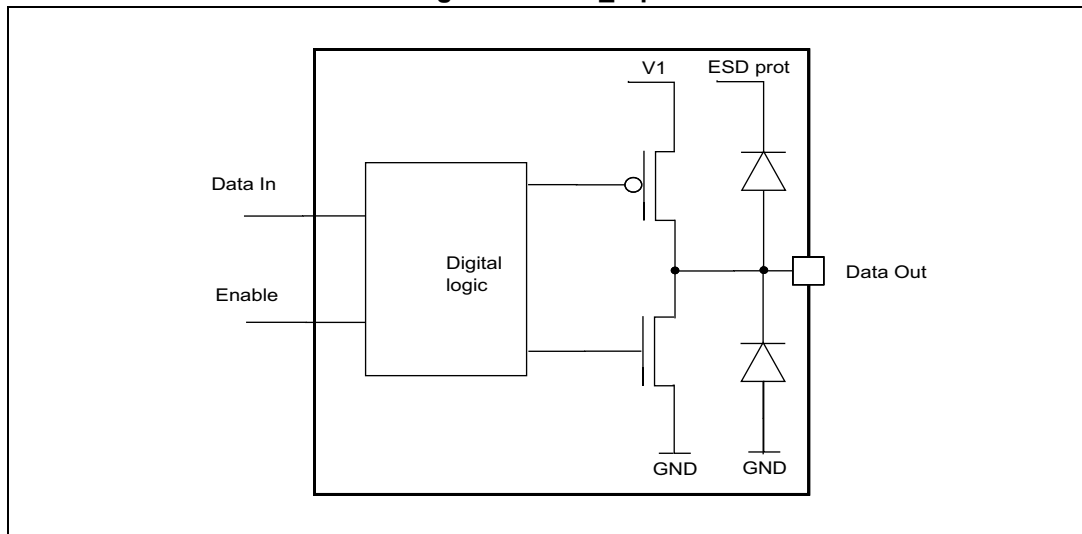 V1
ESD prot
Data In
Digital
logic
Data Out
Enable
GND
GND